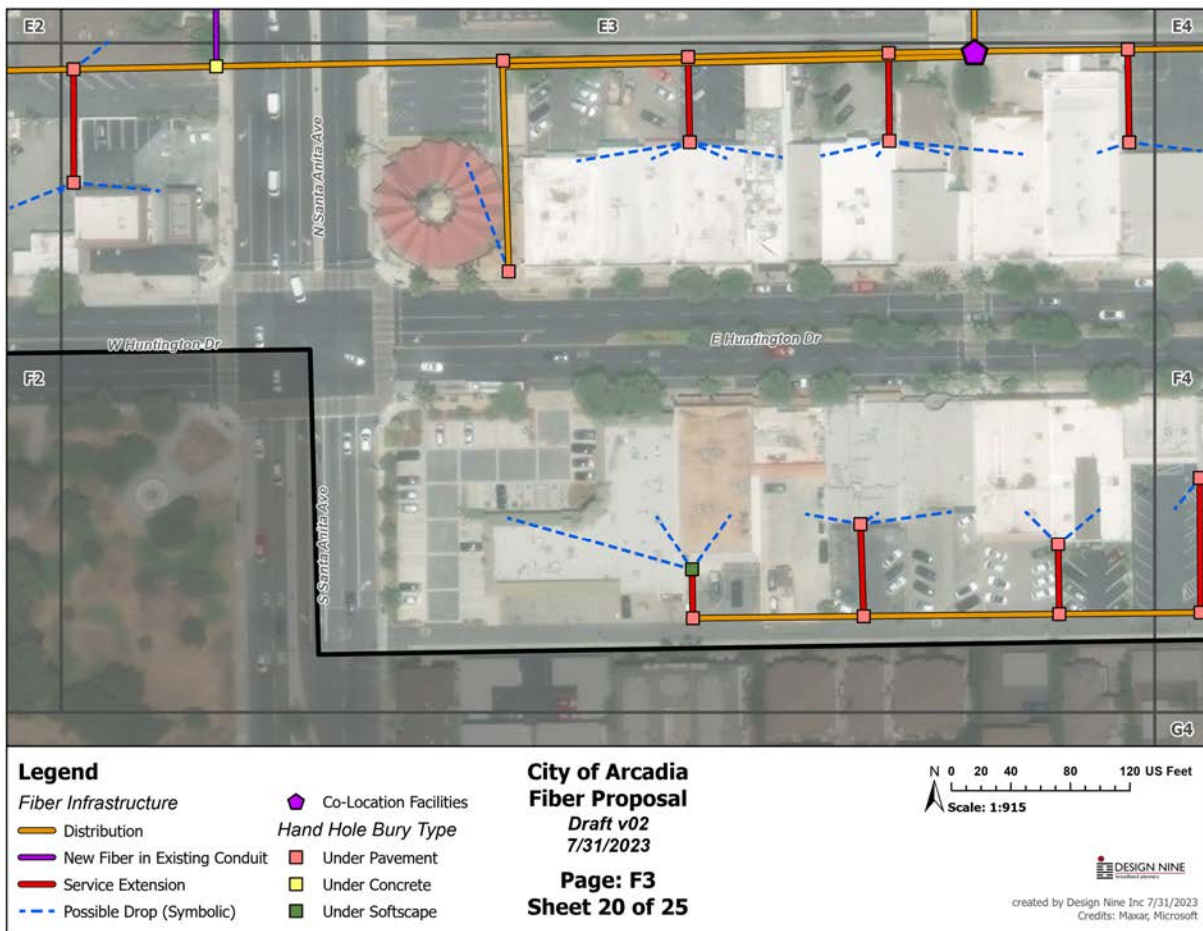 E2
E3
E4
N Santa Anita Ave
W Huntington Dr
E Huntington Dr
F2
F4
S Santa Anita Ave
G4
Legend
Fiber Infrastructure
Distribution
New Fiber in Existing Conduit
Service Extension
Possible Drop (Symbolic)
Co-Location Facilities
Hand Hole Bury Type
Under Pavement
Under Concrete
Under Softscape
City of Arcadia
Fiber Proposal
Draft v02
7/31/2023
Page: F3
Sheet 20 of 25
N 0 20 40 80 120 US Feet
Scale: 1:915
DESIGN NINE
broadband planners
created by Design Nine Inc 7/31/2023
Credits: Maxar, Microsoft